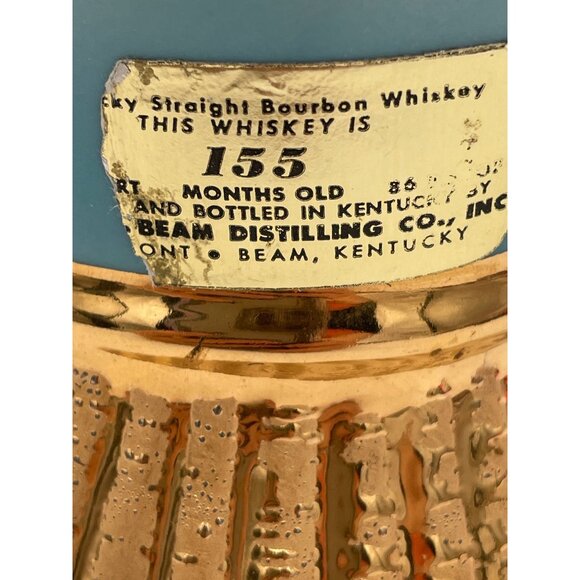 cky Straight Bourbon Whiskey
THIS WHISKEY IS
155
RT MONTHS OLD 86
AND BOTTLED IN KENTUCKY BY
. BEAM DISTILLING CO., INC
ONT • BEAM, KENTUCKY